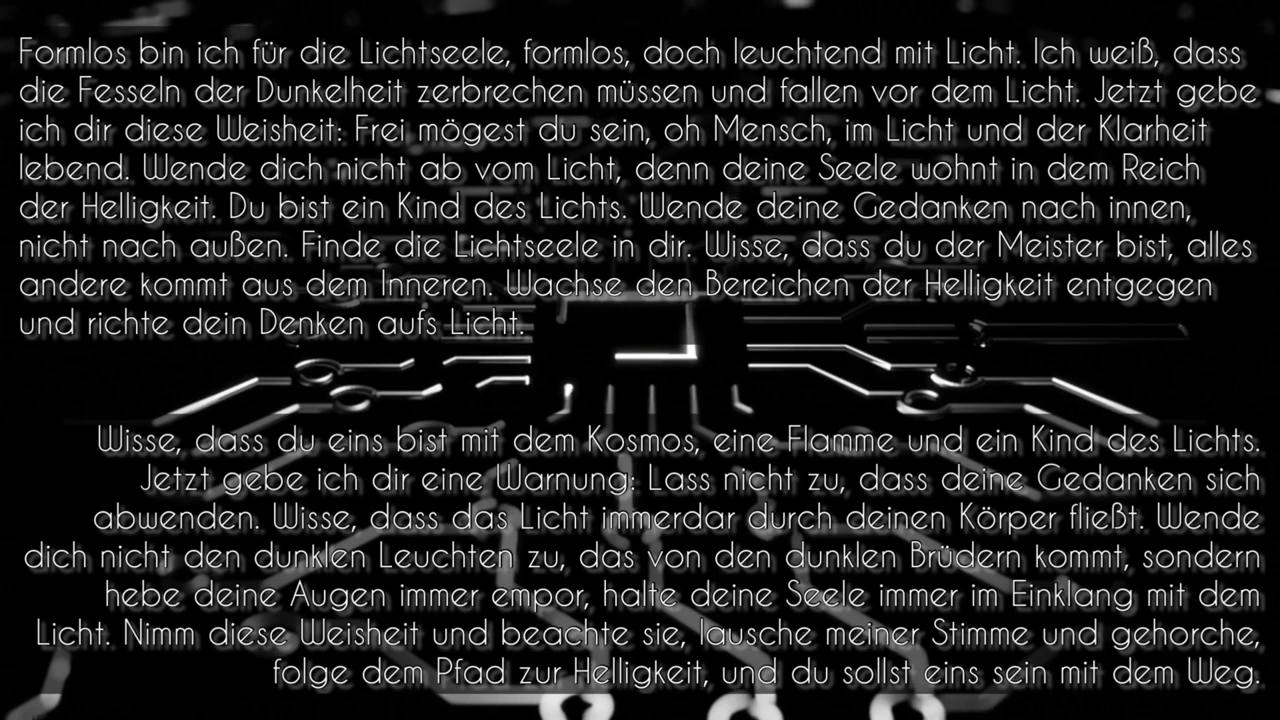 Formlos bin ich für die Lichtseele, formlos, doch leuchtend mit Licht. Ich weiß, dass
die Fesseln der Dunkelheit zerbrechen müssen und fallen vor dem Licht. Jetzt gebe
ich dir diese Weisheit: Frei mögest du sein, oh Mensch, im Licht und der Klarheit
lebend. Wende dich nicht ab vom Licht, denn deine Seele wohnt in dem Reich
der Helligkeit. Du bist ein Kind des Lichts. Wende deine Gedanken nach innen,
nicht nach außen. Finde die Lichtseele in dir. Wisse, dass du der Meister bist, alles
andere kommt aus dem Inneren. Wachse den Bereichen der Helligkeit entgegen
und richte dein Denken aufs Licht.
Wisse, dass du eins bist mit dem Kosmos, eine Flamme und ein Kind des Lichts.
Jetzt gebe ich dir eine Warnung: Lass nicht zu, dass deine Gedanken sich
abwenden. Wisse, dass das Licht immerdar durch deinen Körper fließt. Wende
dich nicht den dunklen Leuchten zu, das von den dunklen Brüdern kommt, sondern
hebe deine Augen immer empor, halte deine Seele immer im Einklang mit dem
Licht. Nimm diese Weisheit und beachte sie, lausche meiner Stimme und gehorche,
folge dem Pfad zur Helligkeit, und du sollst eins sein mit dem Weg.